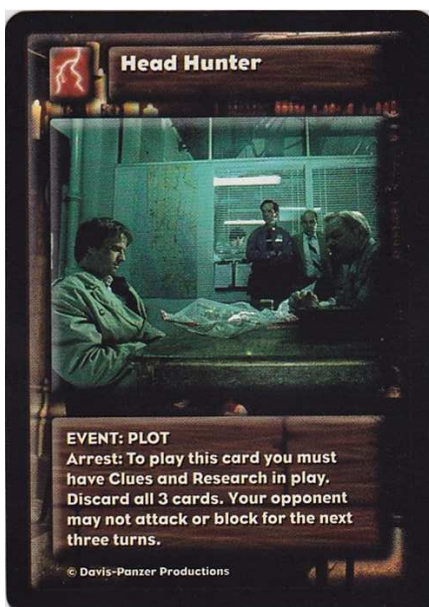 Head Hunter
EVENT: PLOT
Arrest: To play this card you must
have Clues and Research in play.
Discard all 3 cards. Your opponent
may not attack or block for the next
three turns.
© Davis-Panzer Productions